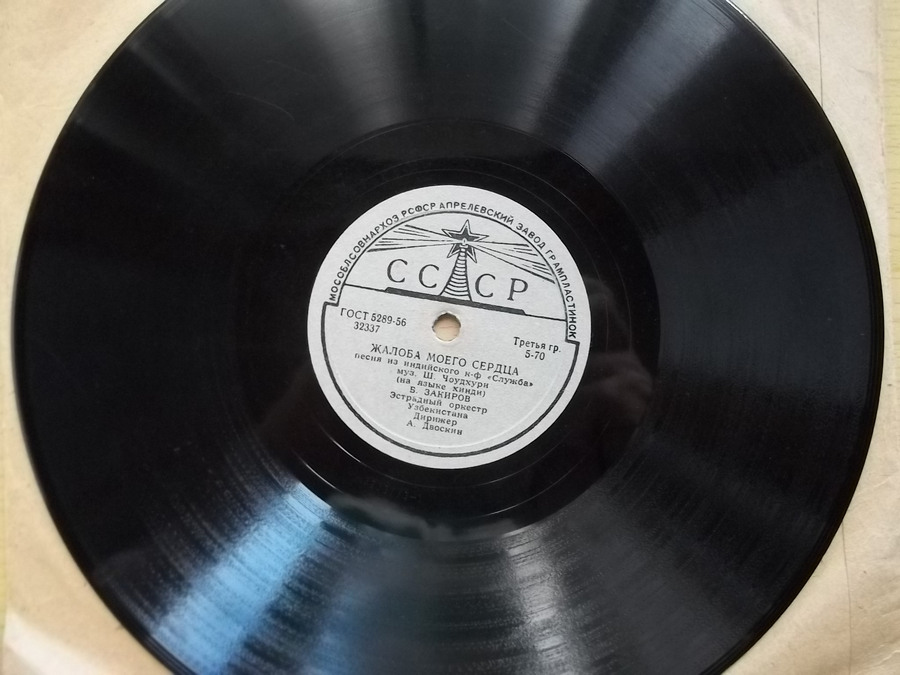 МОСОБЛСОВНАРХОЗ РСФСР АПРЕЛЕВСКИЙ ЗАВОД ГРАМПЛАСТИНОК
СССР
ГОСТ 5289-56
32337
Третья гр.
5-70
ЖАЛОБА МОЕГО СЕРДЦА
песня из индийского к-ф «Служба»
муз. Ш. Чоудхури
(на языке хинди)
Б. ЗАКИРОВ
Эстрадный оркестр
Узбекистана
Дирижер
А. Двоскин